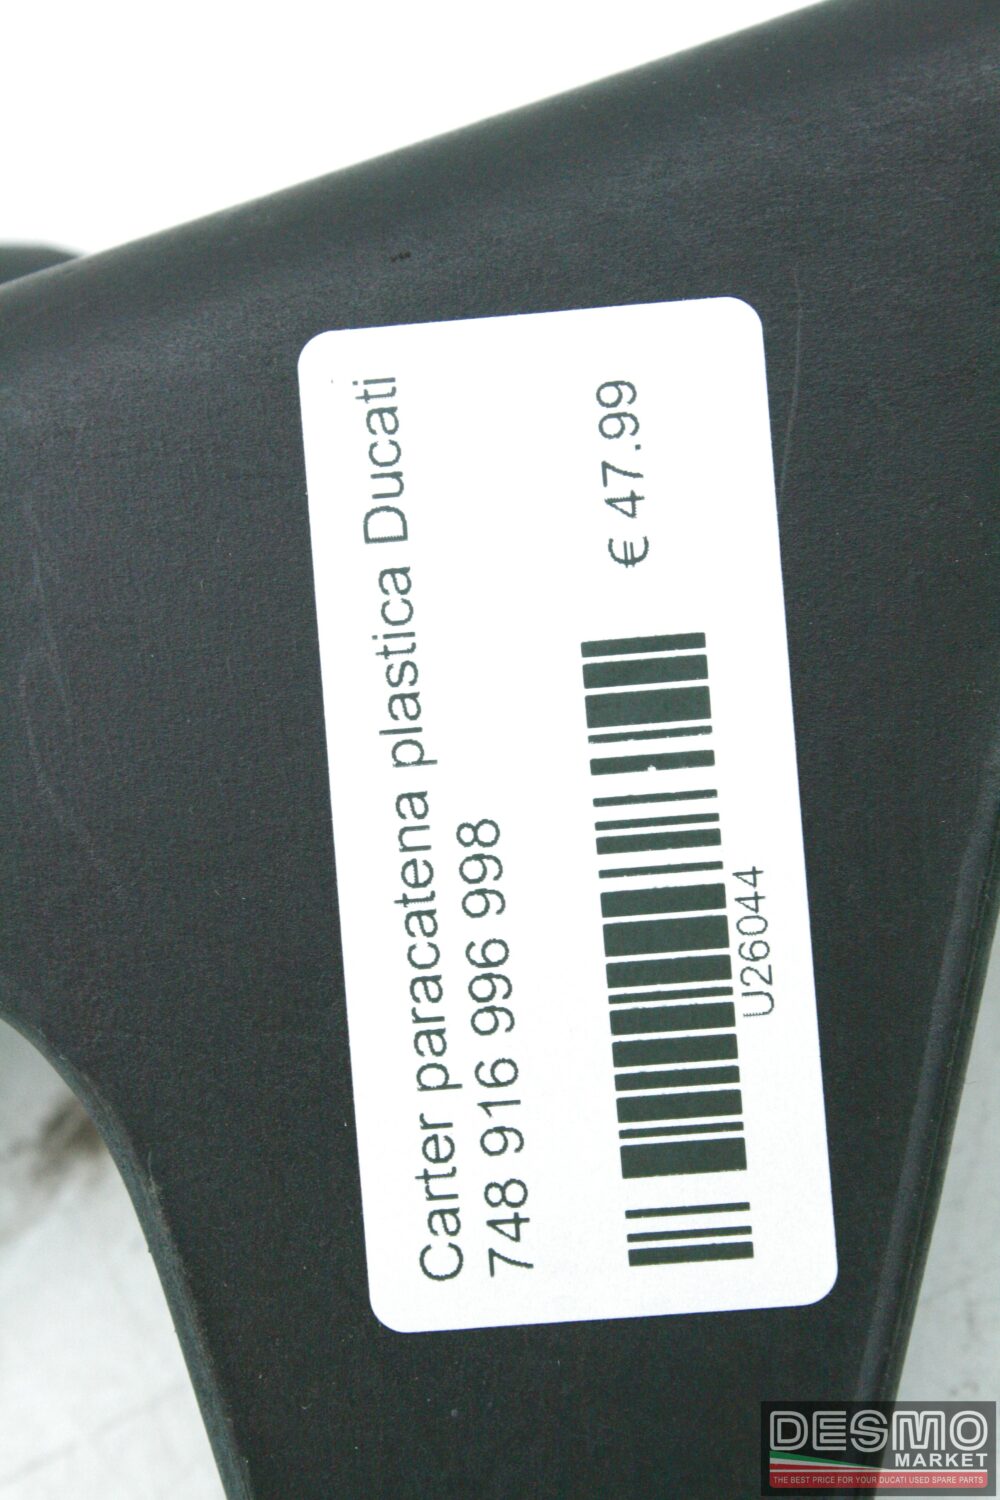 Carter paracatena plastica Ducati
748 916 996 998
€ 47.99
U26044
DESMO
MARKET
THE BEST PRICE FOR YOUR DUCATI USED SPARE PARTS